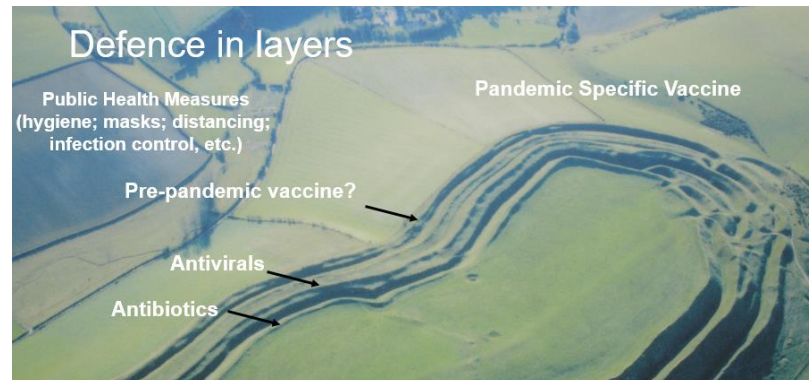 Defence in layers
Public Health Measures
(hygiene; masks; distancing;
infection control, etc.)
Pandemic Specific Vaccine
Pre-pandemic vaccine?
Antivirals
Antibiotics